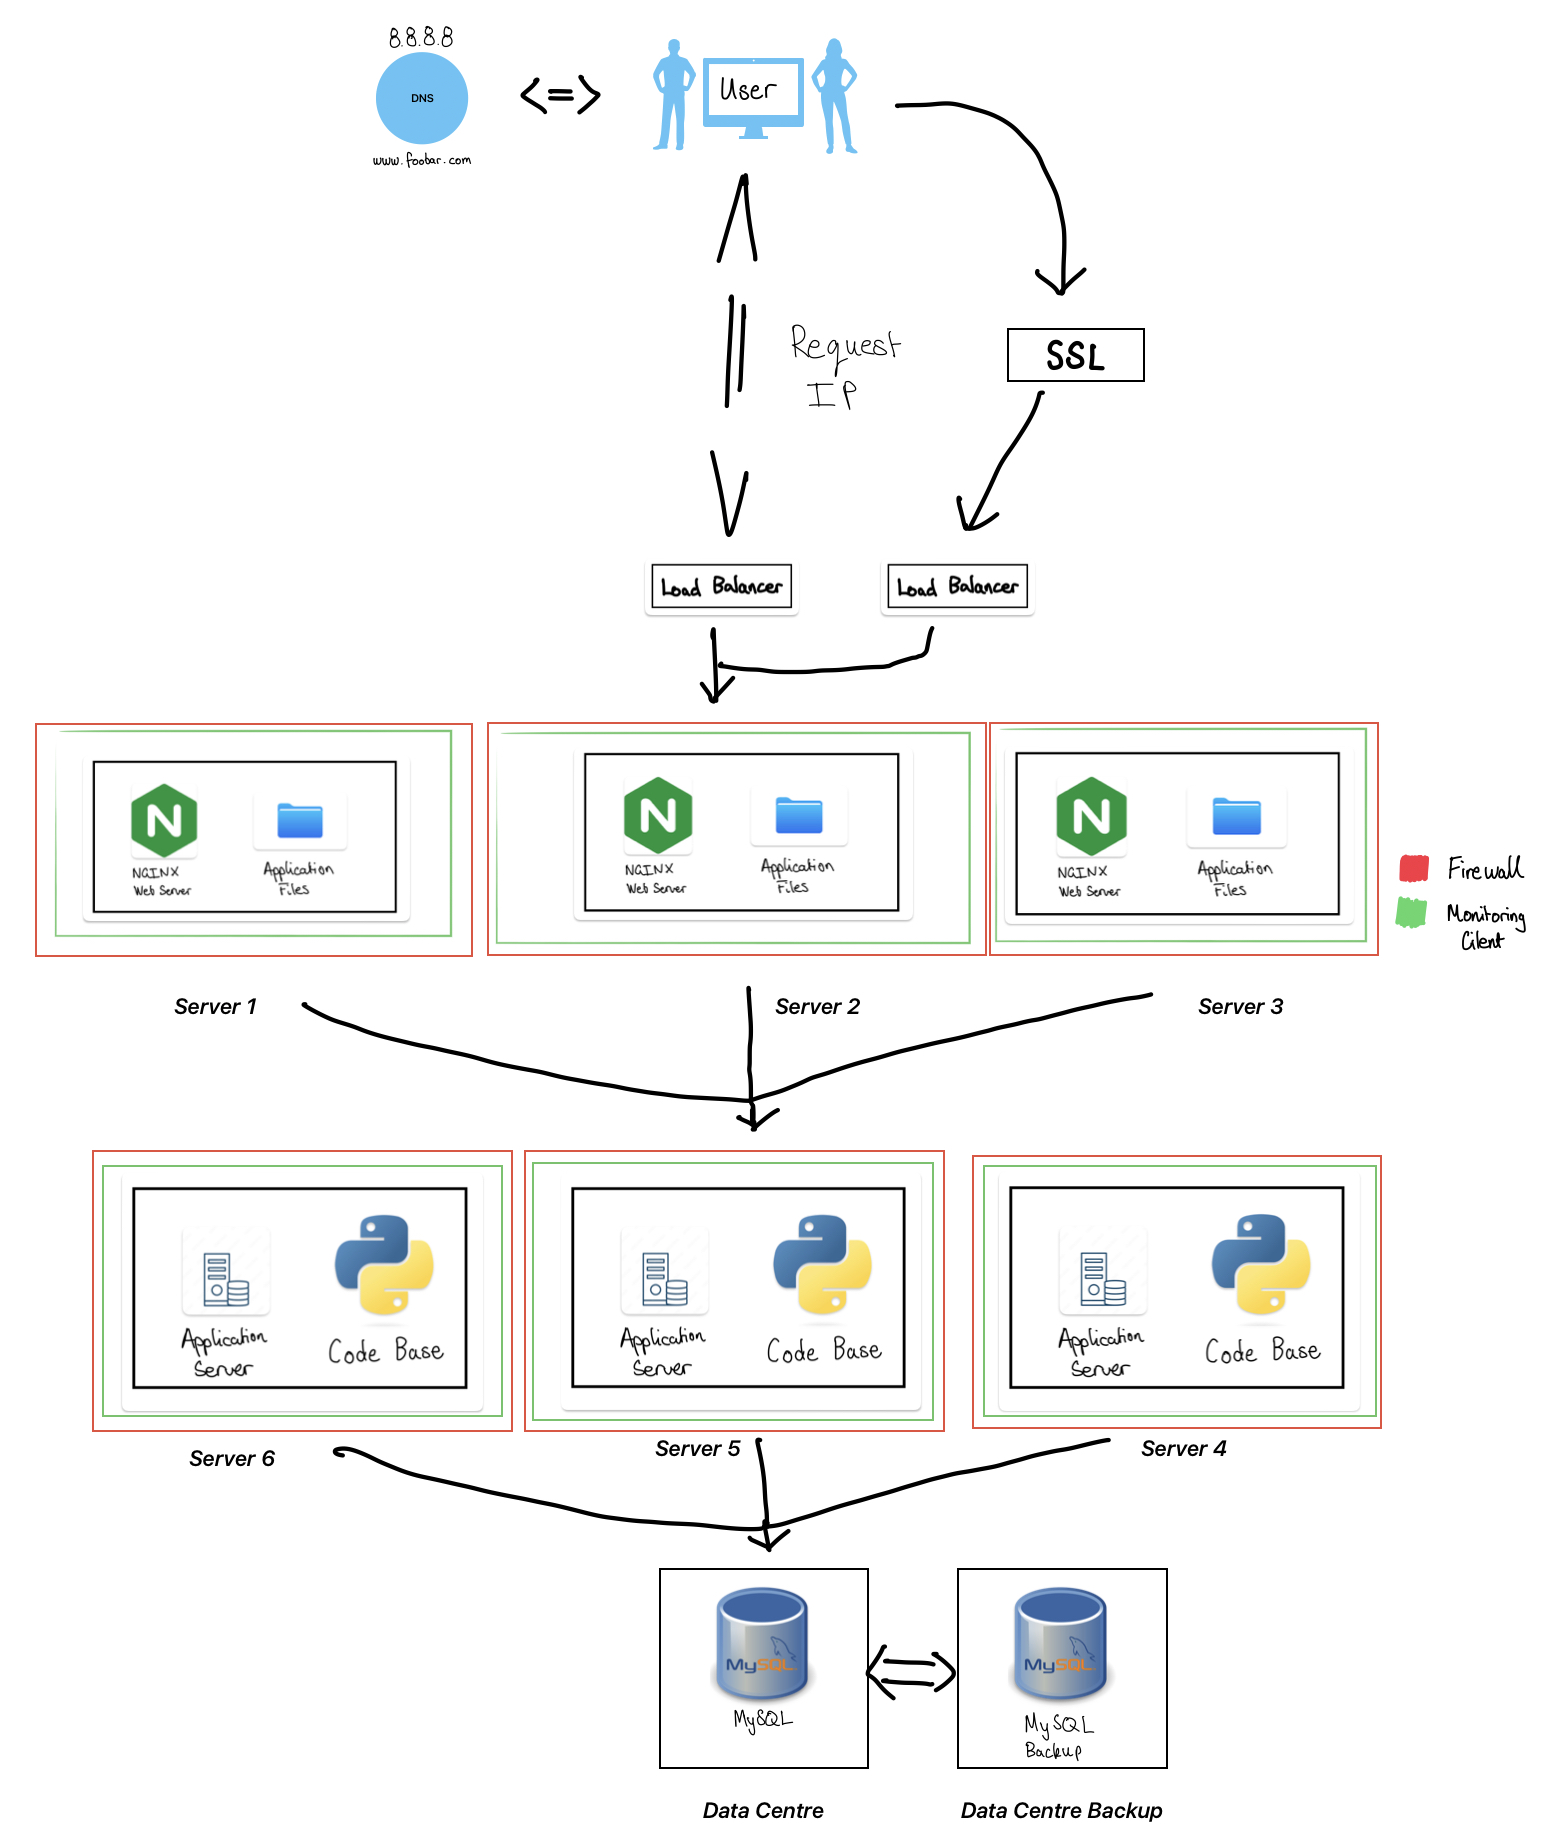 8.8.8.8
DNS
www.foobar.com
User
Request
IP
SSL
Load Balancer
Load Balancer
N
NGINX
Web Server
Application
Files
N
NGINX
Web Server
Application
Files
N
NGINX
Web Server
Application
Files
Firewall
Monitoring
Cilent
Server 1
Server 2
Server 3
Application
Server
Code Base
Application
Server
Code Base
Application
Server
Code Base
Server 6
Server 5
Server 4
MySQL
MySQL
MySQL
MySQL
Backup
Data Centre
Data Centre Backup